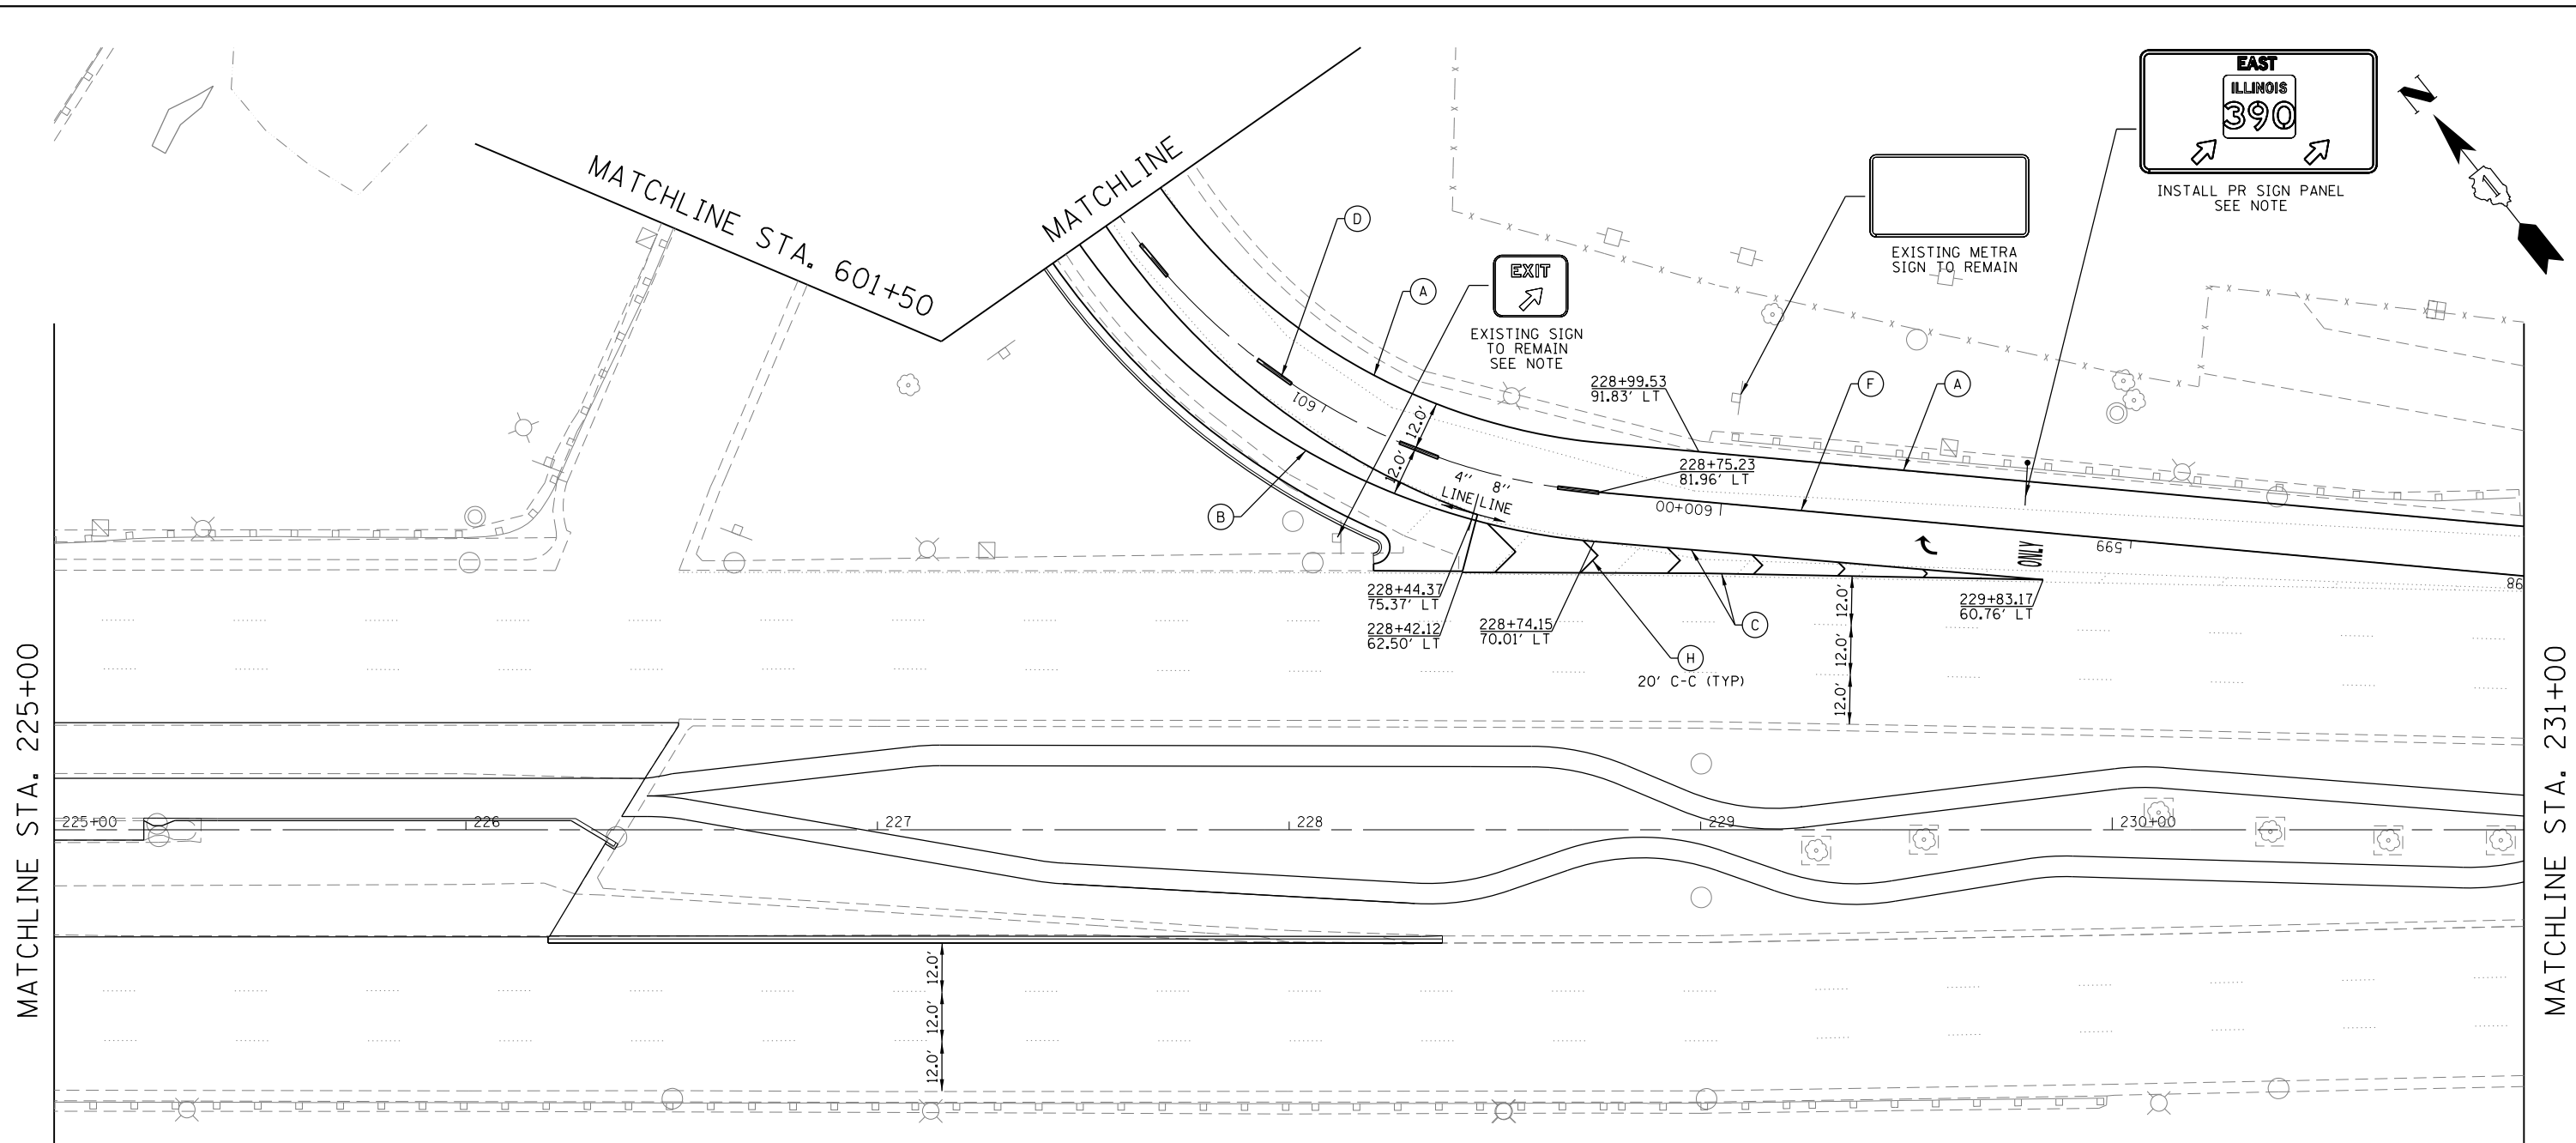 MATCHLINE STA. 601+50
MATCHLINE
EAST
ILLINOIS
390
INSTALL PR SIGN PANEL
SEE NOTE
N
EXISTING METRA
SIGN TO REMAIN
D
A
EXIT
EXISTING SIGN
TO REMAIN
SEE NOTE
228+99.53
91.83' LT
F
A
601
12.0'
12.0'
4"
LINE
8"
LINE
228+75.23
81.96' LT
B
600+00
ONLY
599
98
228+44.37
75.37' LT
228+42.12
62.50' LT
228+74.15
70.01' LT
C
229+83.17
60.76' LT
H
20' C-C (TYP)
12.0'
12.0'
12.0'
MATCHLINE STA. 225+00
MATCHLINE STA. 231+00
225+00
226
227
228
229
230+00
12.0'
12.0'
12.0'